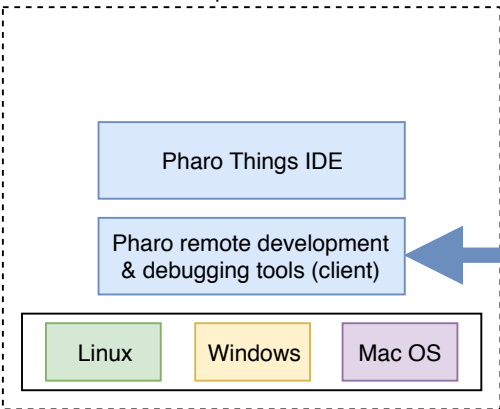 Pharo Things IDE
Pharo remote development
& debugging tools (client)
Linux
Windows
Mac OS